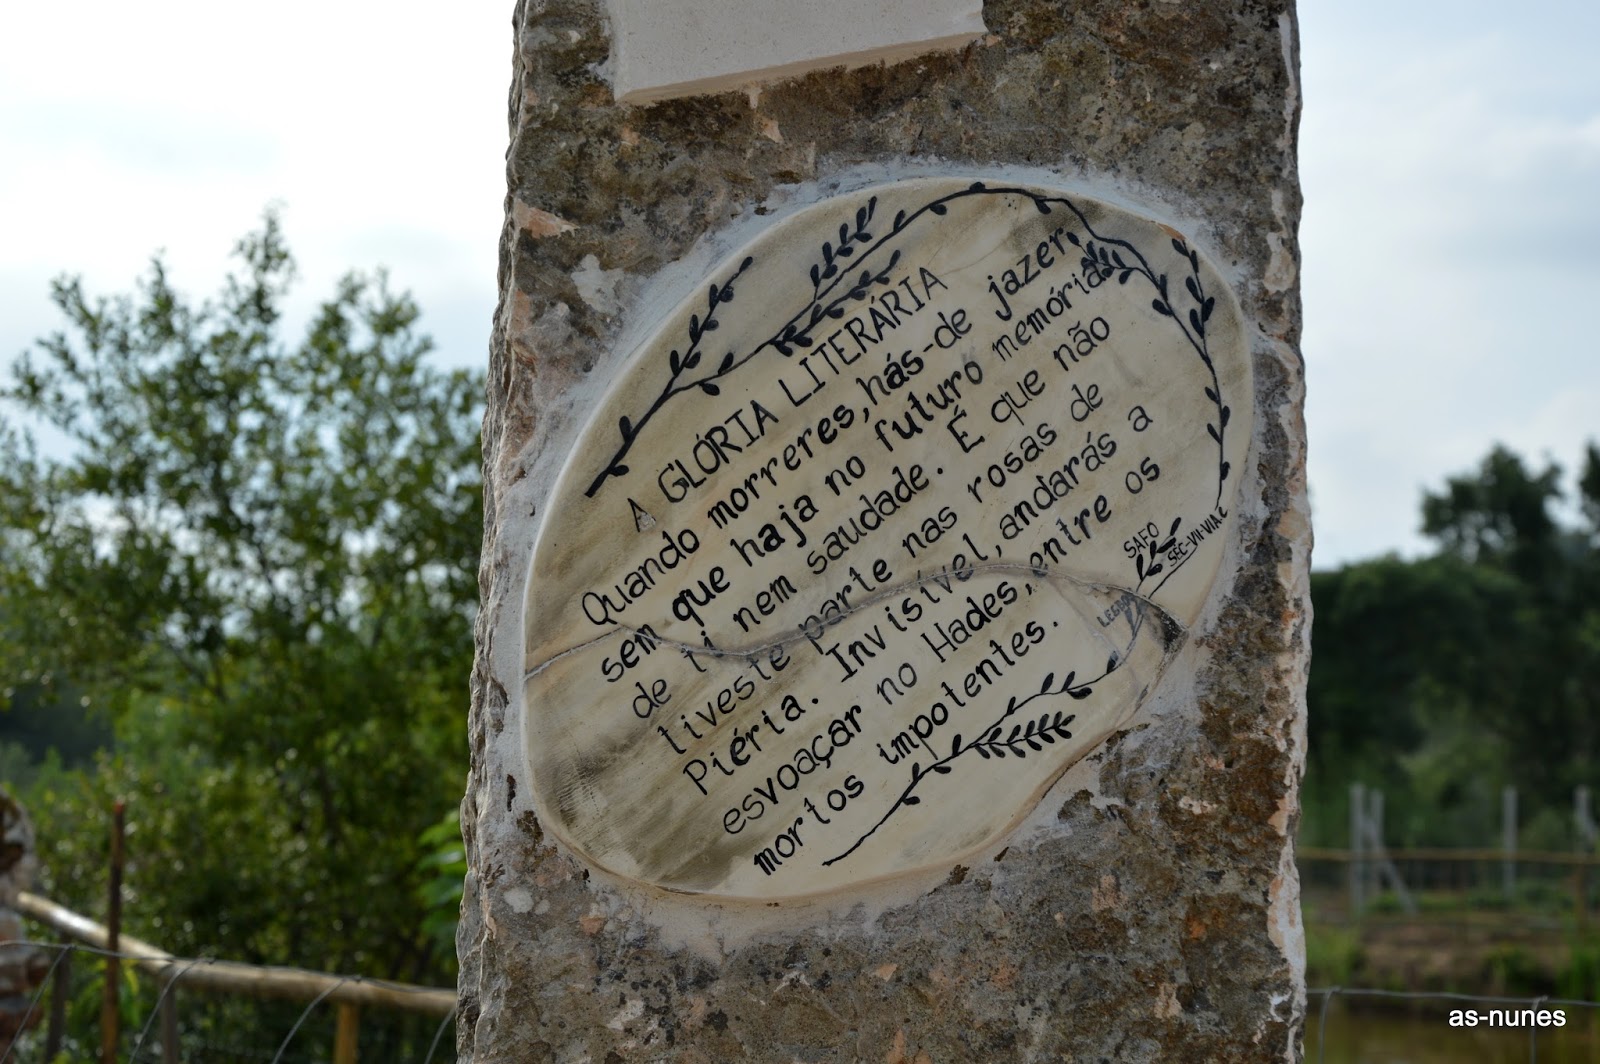 A GLÓRIA LITERÁRIA
Quando morreres, hás-de jazer
sem que haja no futuro memória
de ti nem saudade. É que não
tiveste parte nas rosas de
Piéria. Invisível, andarás a
esvoaçar no Hades, entre os
mortos impotentes.
SAFO
SÉC-VII-VI A C
as-nunes